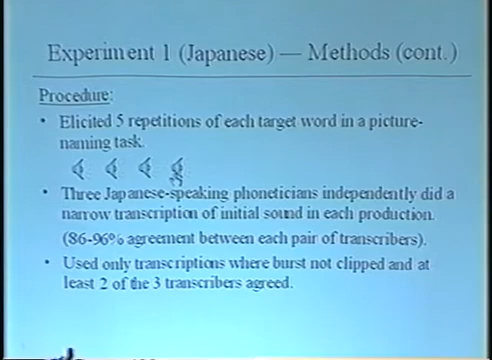 Experiment 1 (Japanese) — Methods (cont.)
Procedure:
• Elicited 5 repetitions of each target word in a picture-
naming task.
• Three Japanese-speaking phoneticians independently did a
narrow transcription of initial sound in each production.
(86-96% agreement between each pair of transcribers).
• Used only transcriptions where burst not clipped and at
least 2 of the 3 transcribers agreed.